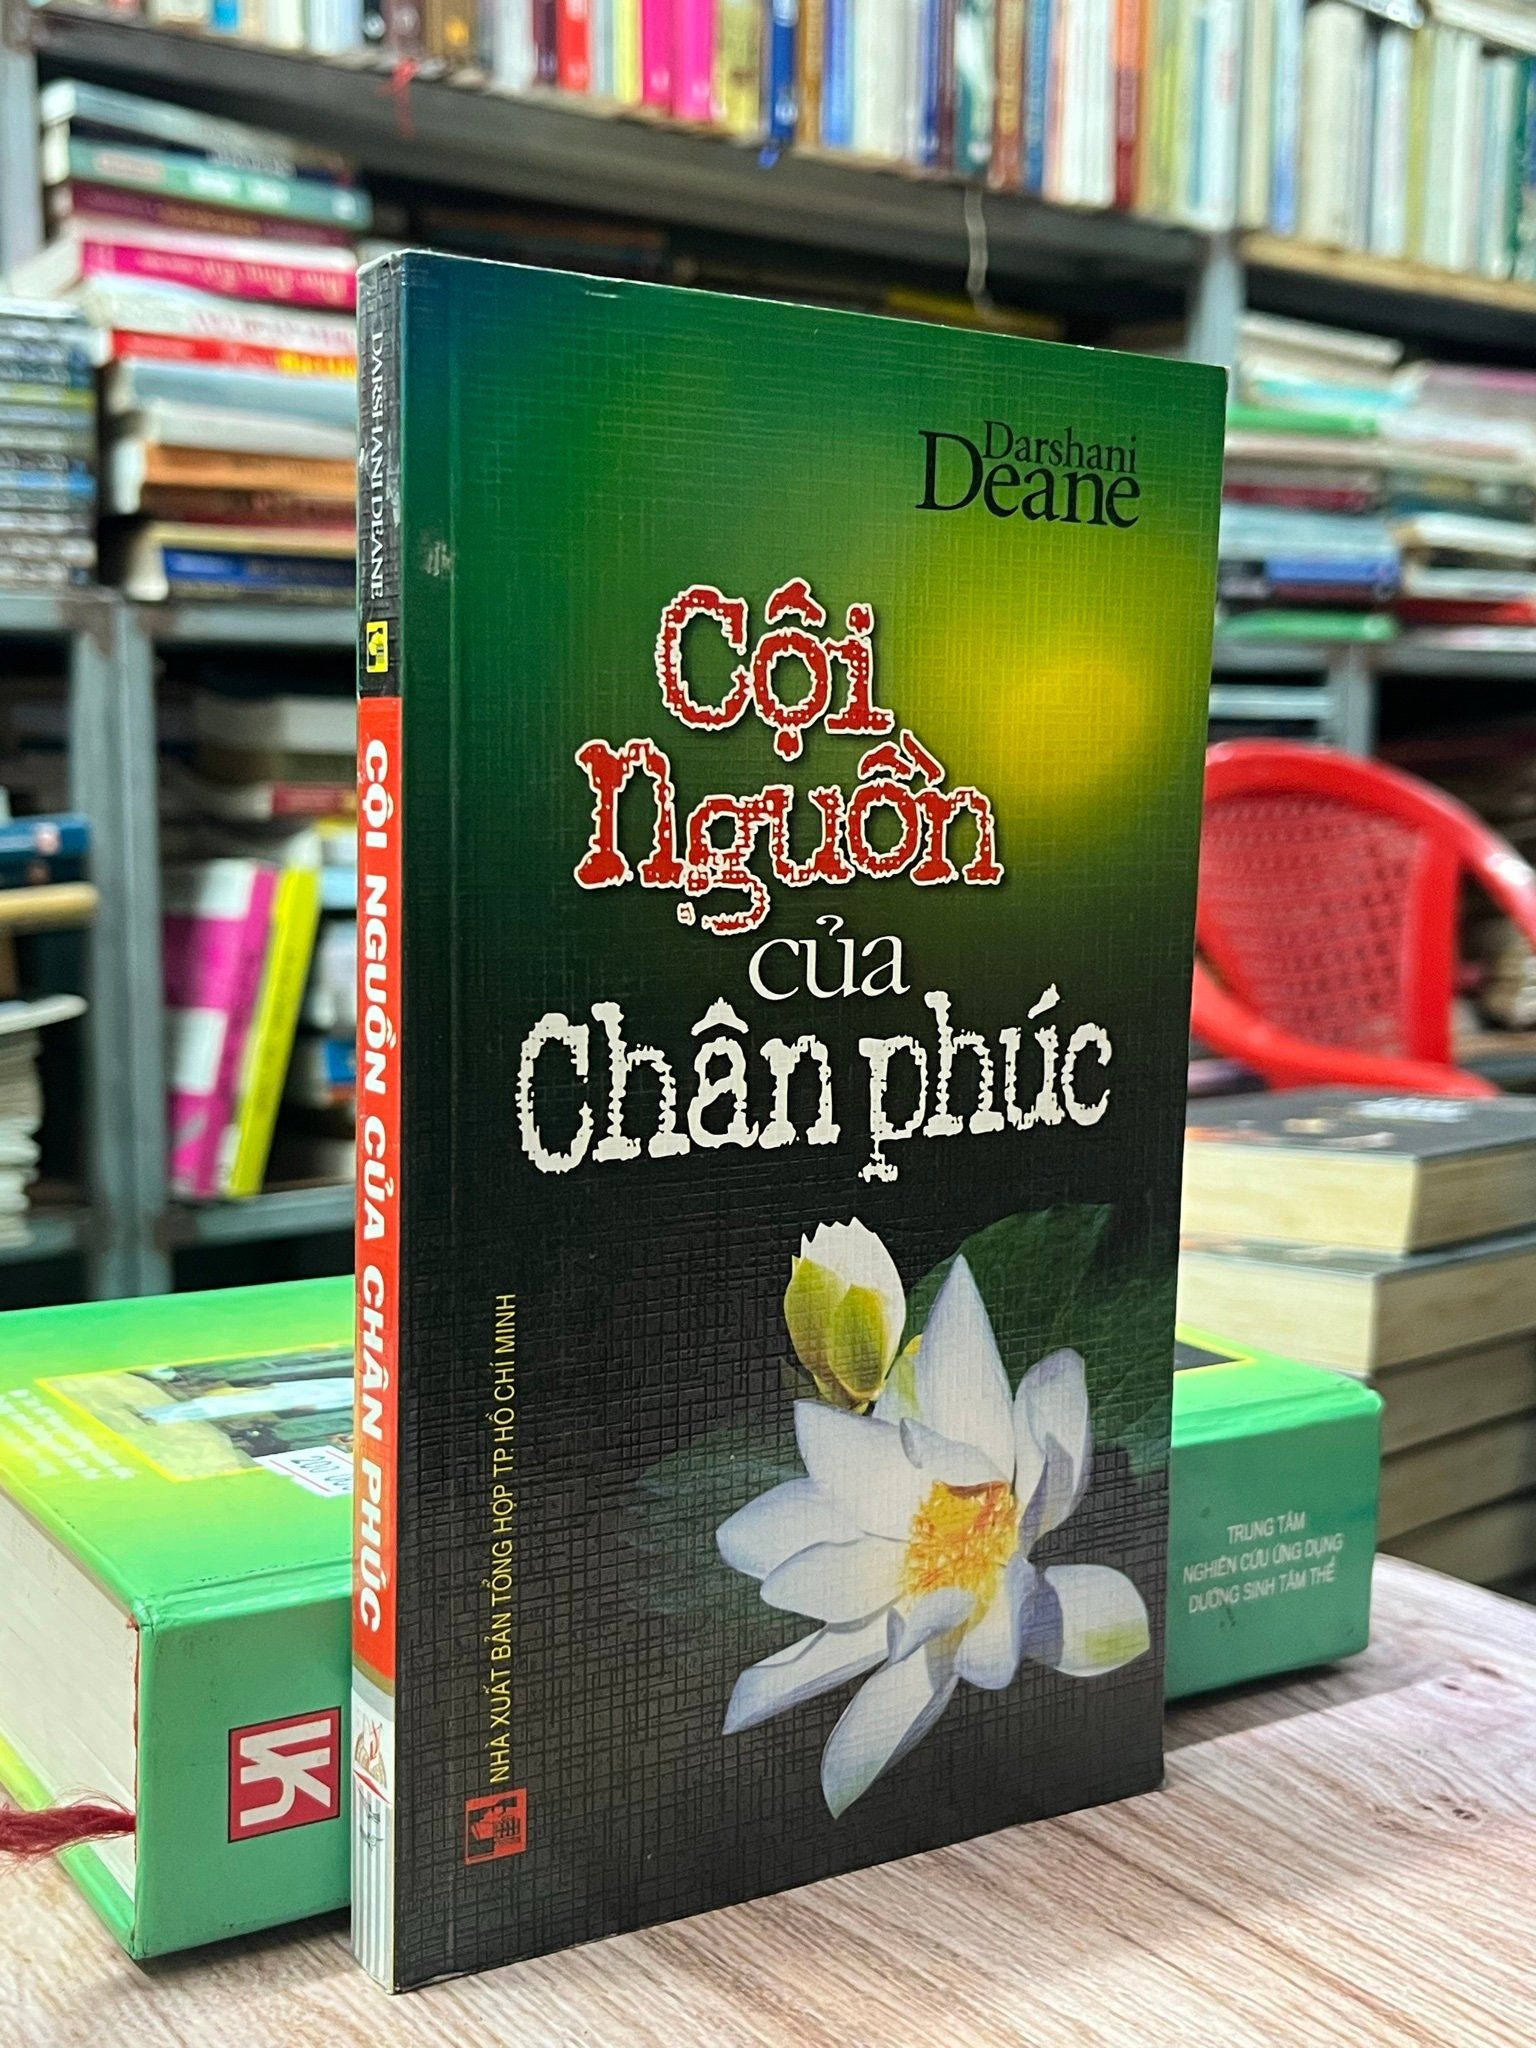 Darshani
Deane
Cội
Nguồn
của
Chân phúc
NHÀ XUẤT BẢN TỔNG HỢP TP. HỒ CHÍ MINH
DARSHANI DEANE
CỘI NGUỒN CỦA CHÂN PHÚC
TRUNG TÂM
NGHIÊN CỨU ỨNG DỤNG
DƯỠNG SINH TÂM THỂ